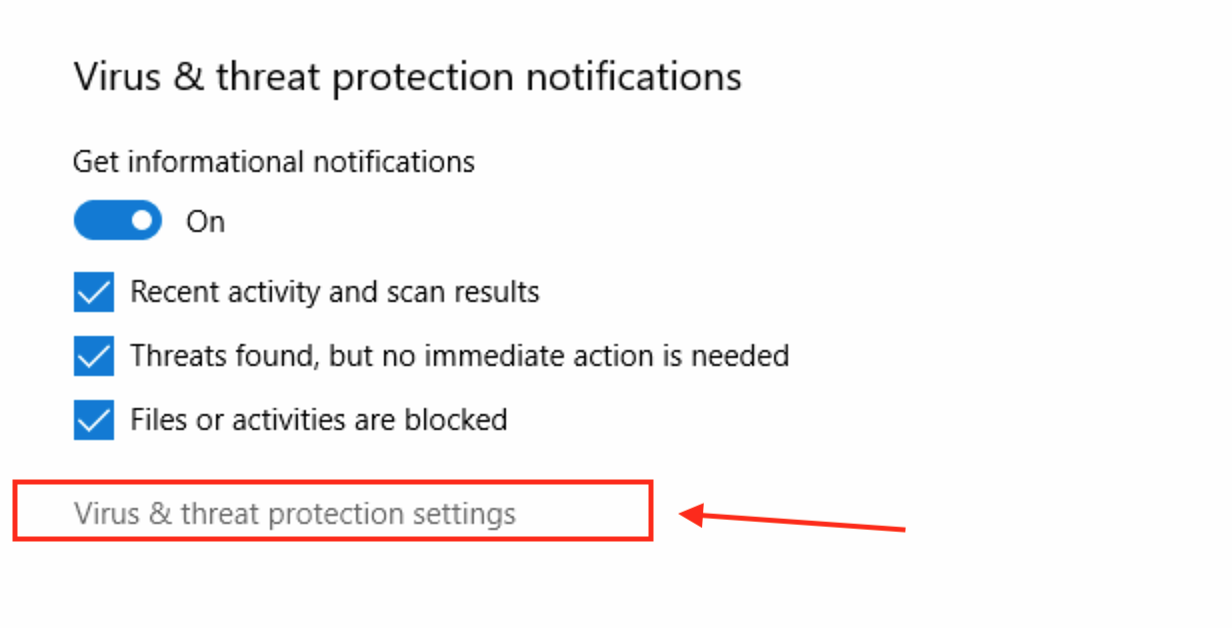 Virus & threat protection notifications
Get informational notifications
On
Recent activity and scan results
Threats found, but no immediate action is needed
Files or activities are blocked
Virus & threat protection settings